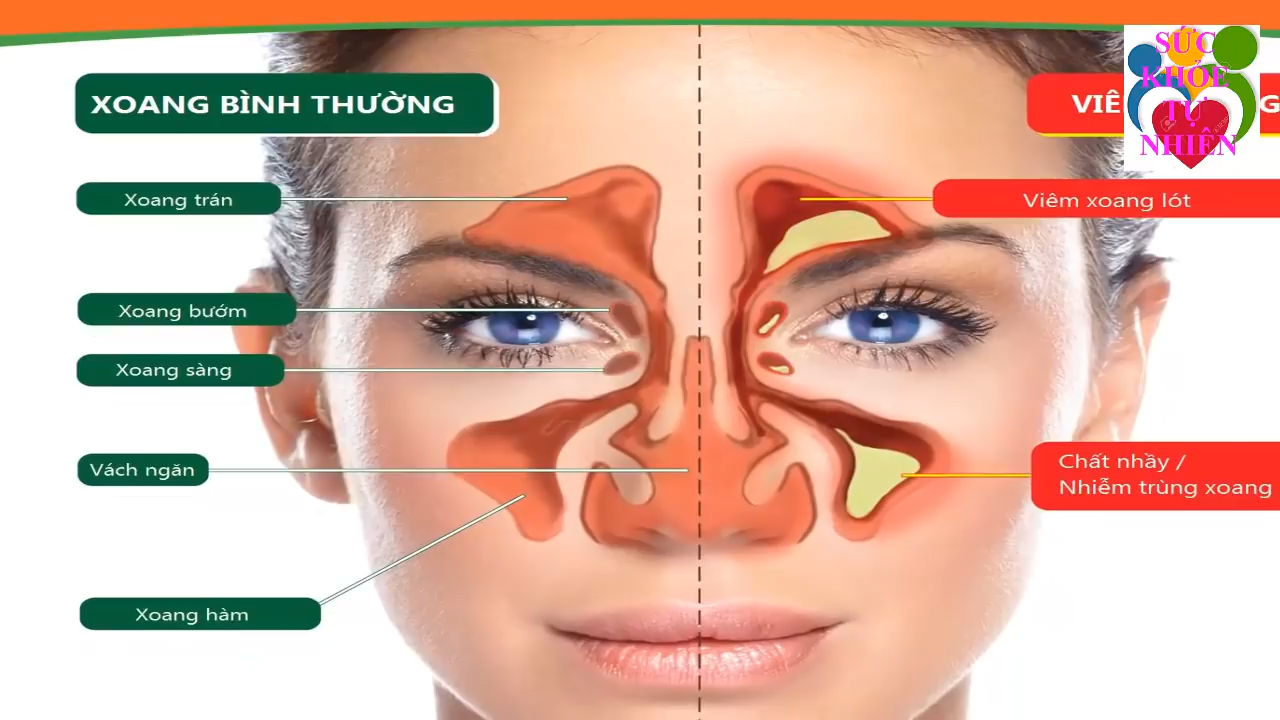 XOANG BÌNH THƯỜNG
Xoang trán
Xoang bướm
Xoang sàng
Vách ngăn
Xoang hàm
SỨC
KHỎE
TỰ
NHIÊN
VIÊ
G
Viêm xoang lót
Chất nhầy /
Nhiễm trùng xoang